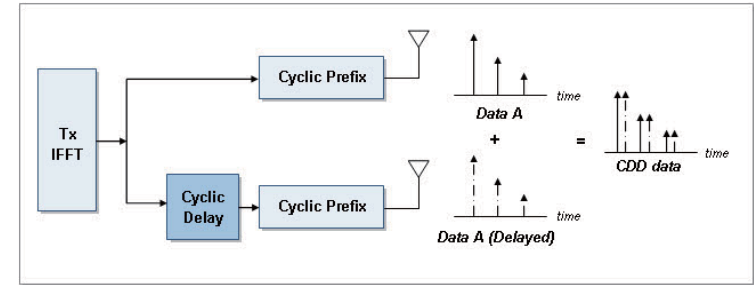 Tx
IFFT
Cyclic Prefix
time
Data A
+
=
time
CDD data
Cyclic
Delay
Cyclic Prefix
time
Data A (Delayed)